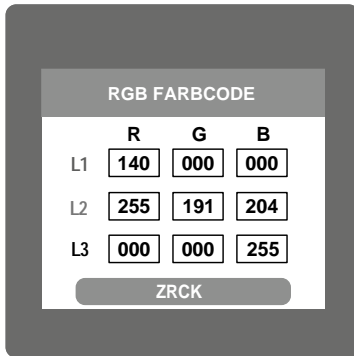 RGB FARBCODE
R G B
L1 140 000 000
L2 255 191 204
L3 000 000 255
ZRCK